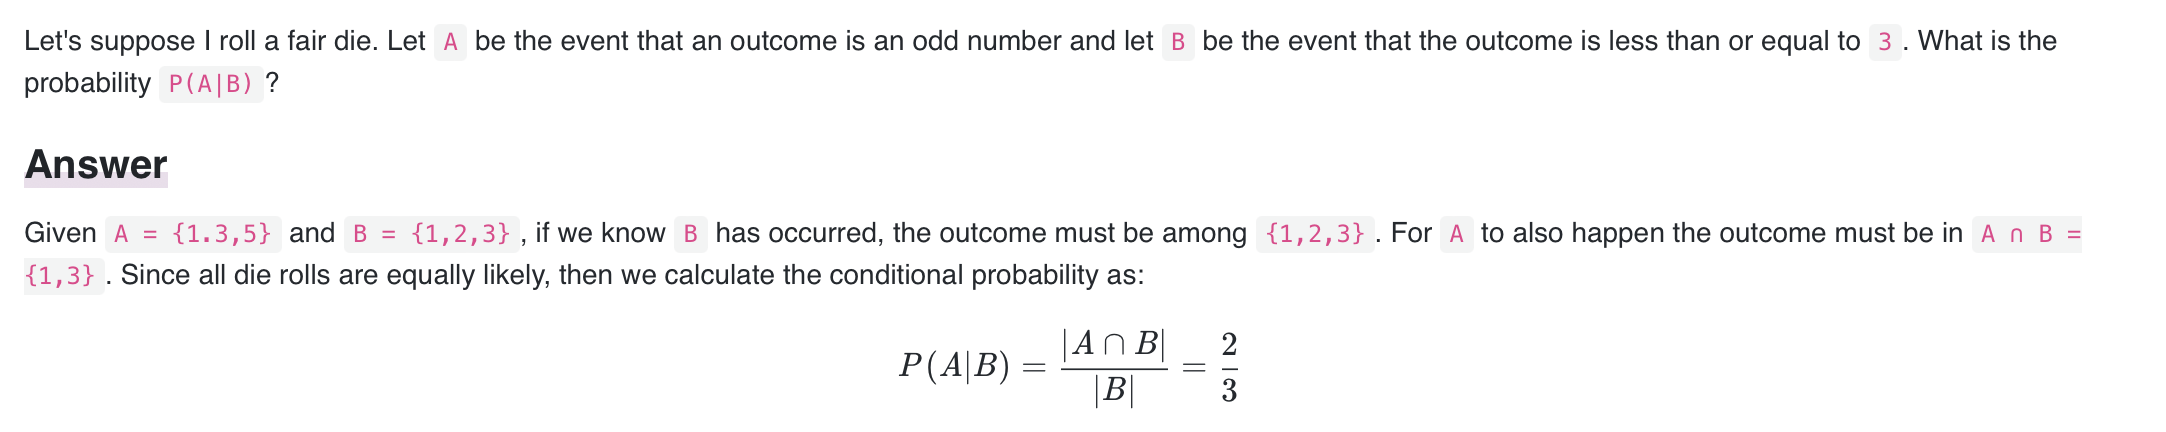 Let's suppose I roll a fair die. Let A be the event that an outcome is an odd number and let B be the event that the outcome is less than or equal to 3 . What is the
probability P(A|B) ?
Answer
Given A = {1.3,5} and B = {1,2,3} , if we know B has occurred, the outcome must be among {1,2,3} . For A to also happen the outcome must be in A ∩ B =
{1,3} . Since all die rolls are equally likely, then we calculate the conditional probability as:
P(A|B) = |A ∩ B| / |B| = 2 / 3